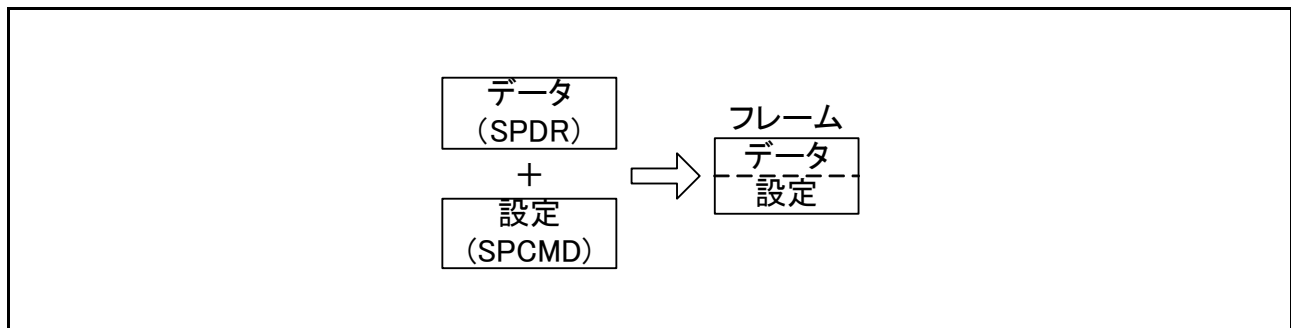 データ
(SPDR)
+
設定
(SPCMD)
フレーム
データ
設定